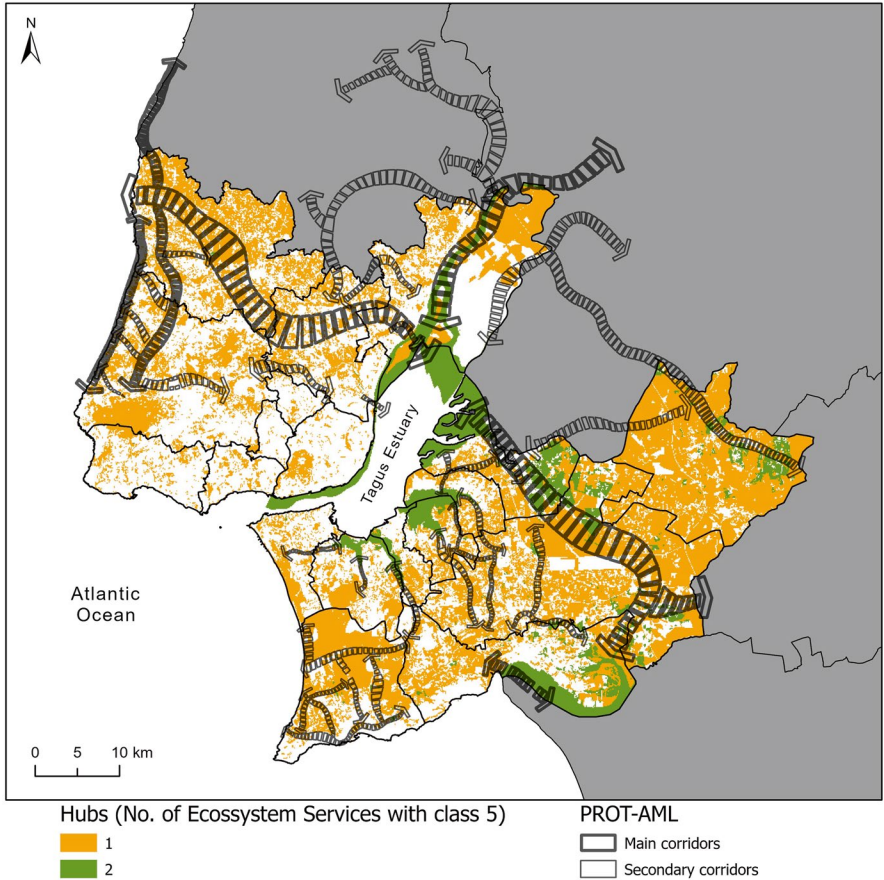 N
Tagus Estuary
Atlantic
Ocean
0 5 10 km
Hubs (No. of Ecossystem Services with class 5)
1
2
PROT-AML
Main corridors
Secondary corridors